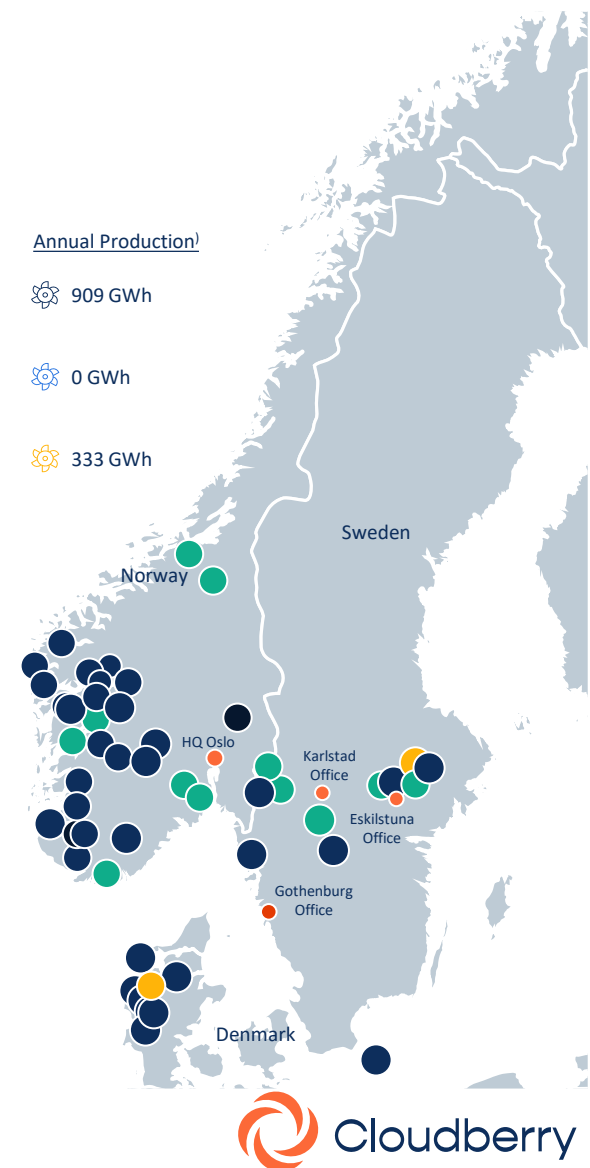 Annual Production⁾
909 GWh
0 GWh
333 GWh
Sweden
Norway
HQ Oslo
Karlstad
Office
Eskilstuna
Office
Gothenburg
Office
Denmark
Cloudberry